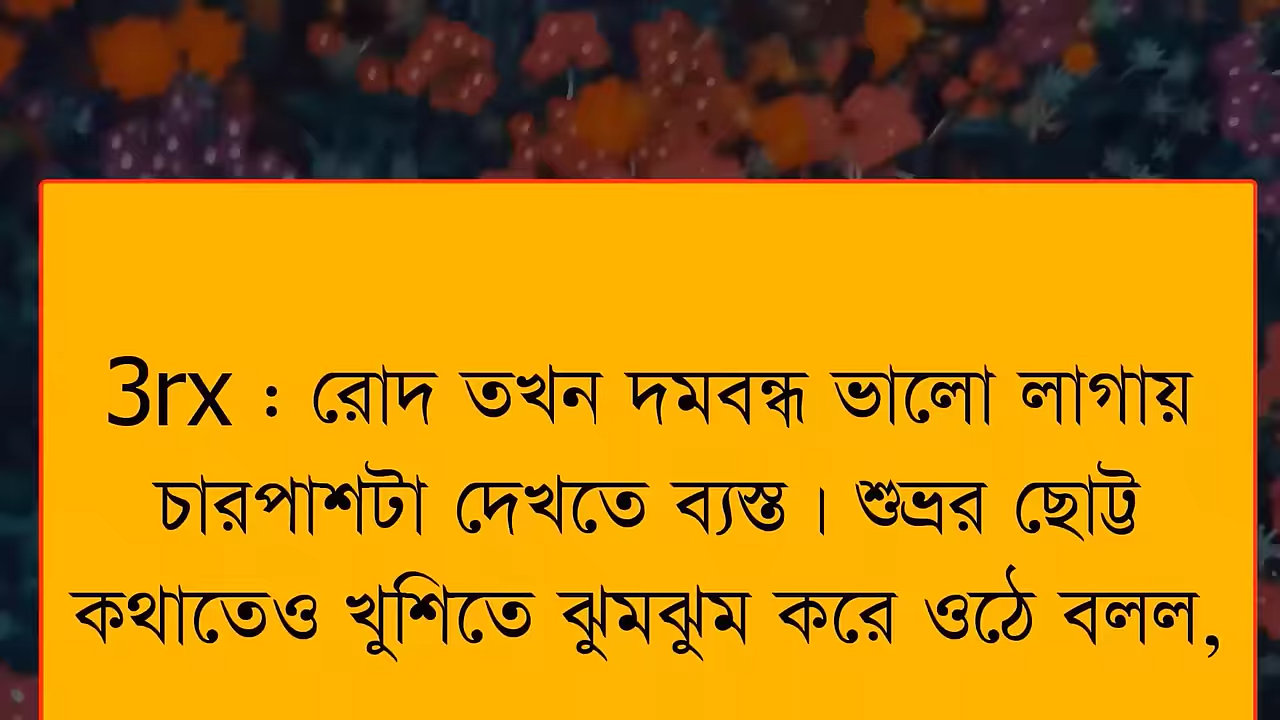 3rx : রোদ তখন দমবন্ধ ভালো লাগায়
চারপাশটা দেখতে ব্যস্ত। শুভ্রর ছোট্ট
কথাতেও খুশিতে ঝুমঝুম করে ওঠে বলল,